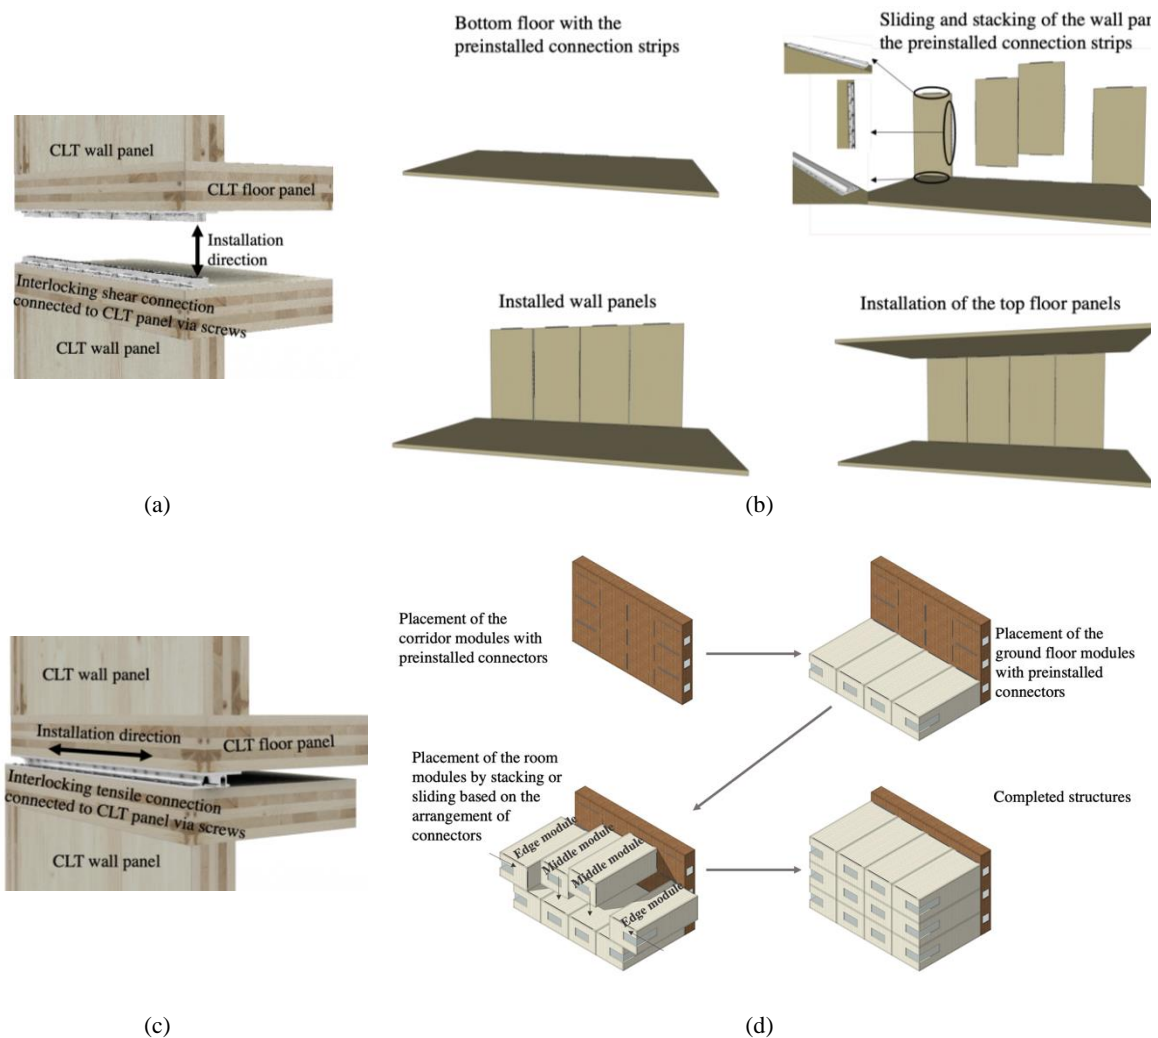 CLT wall panel
CLT floor panel
Installation
direction
Interlocking shear connection
connected to CLT panel via screws
CLT wall panel
(a)
Bottom floor with the
preinstalled connection strips
Sliding and stacking of the wall
the preinstalled connection strips
Installed wall panels
Installation of the top floor panels
(b)
CLT wall panel
Installation direction
CLT floor panel
Interlocking tensile connection
connected to CLT panel via screws
CLT wall panel
(c)
Placement of the
corridor modules with
preinstalled connectors
Placement of the
ground floor modules
with preinstalled
connectors
Placement of the room
modules by stacking or
sliding based on the
arrangement of
connectors
Edge module
Middle module
Middle module
Edge module
Completed structures
(d)